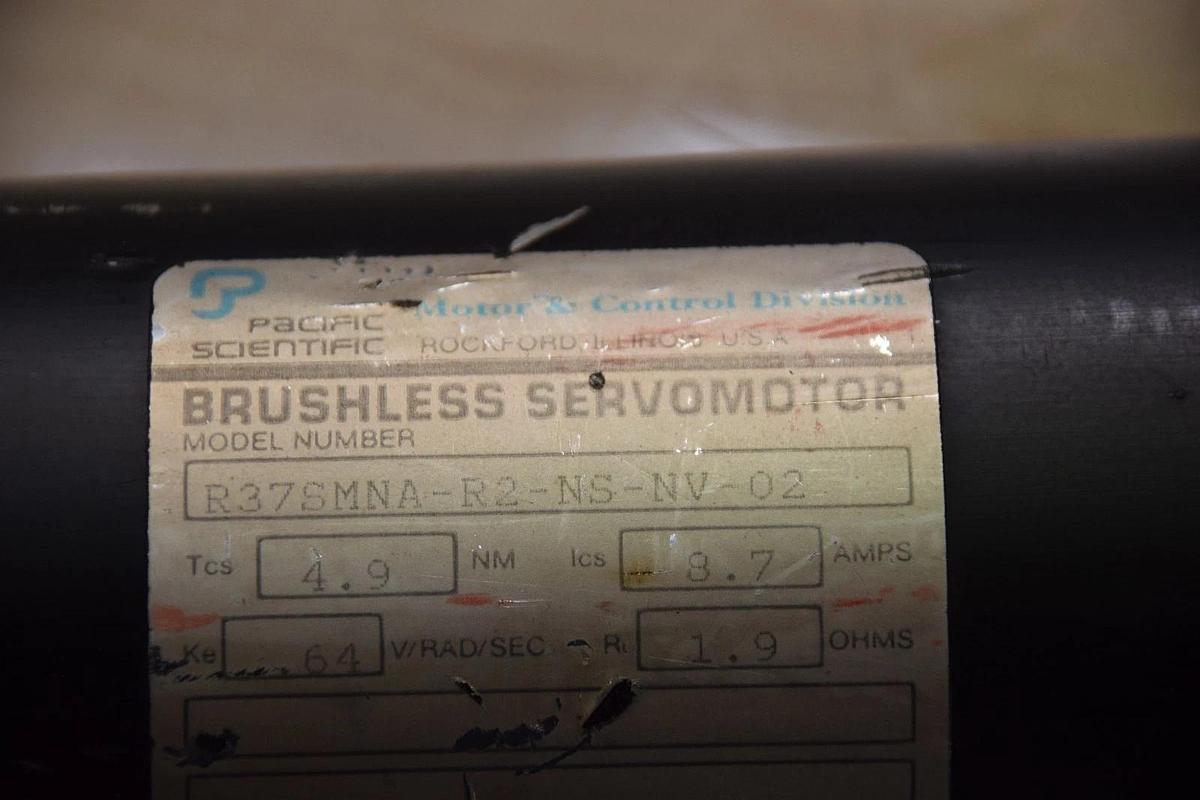 Motor & Control Division
PACIFIC
SCIENTIFIC ROCKFORD, ILLINOIS U.S.A
BRUSHLESS SERVOMOTOR
MODEL NUMBER
R37SMNA-R2-NS-NV-02
Tcs 4.9 NM Ics 8.7 AMPS
Ke 64 V/RAD/SEC 1.9 OHMS